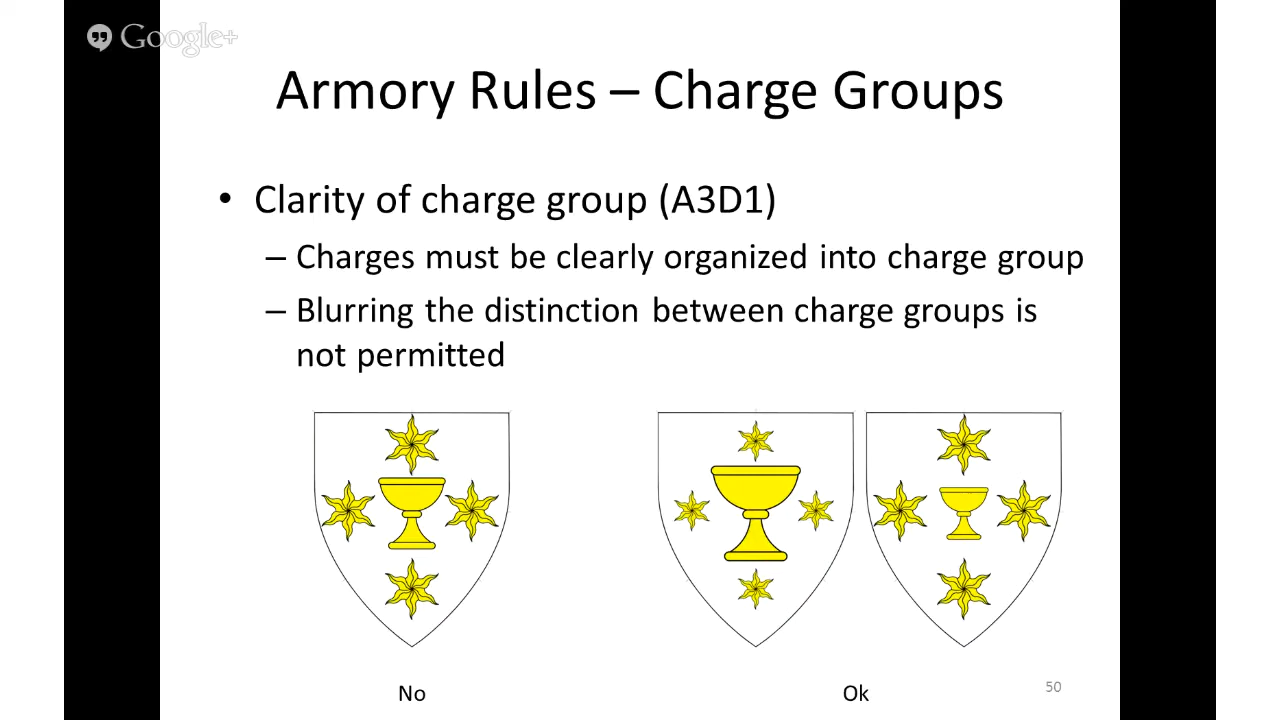 Google+
Armory Rules – Charge Groups
• Clarity of charge group (A3D1)
– Charges must be clearly organized into charge group
– Blurring the distinction between charge groups is
not permitted
No
Ok
50